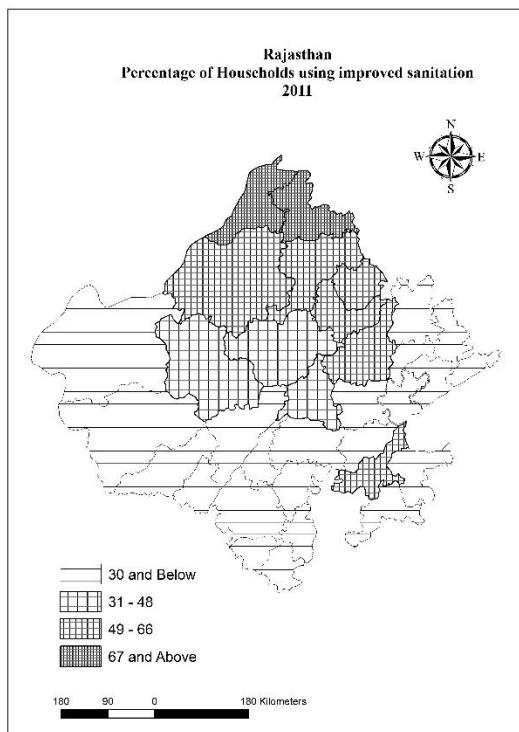 Rajasthan
Percentage of Households using improved sanitation
2011
N
W E
S
30 and Below
31 - 48
49 - 66
67 and Above
180 90 0 180 Kilometers